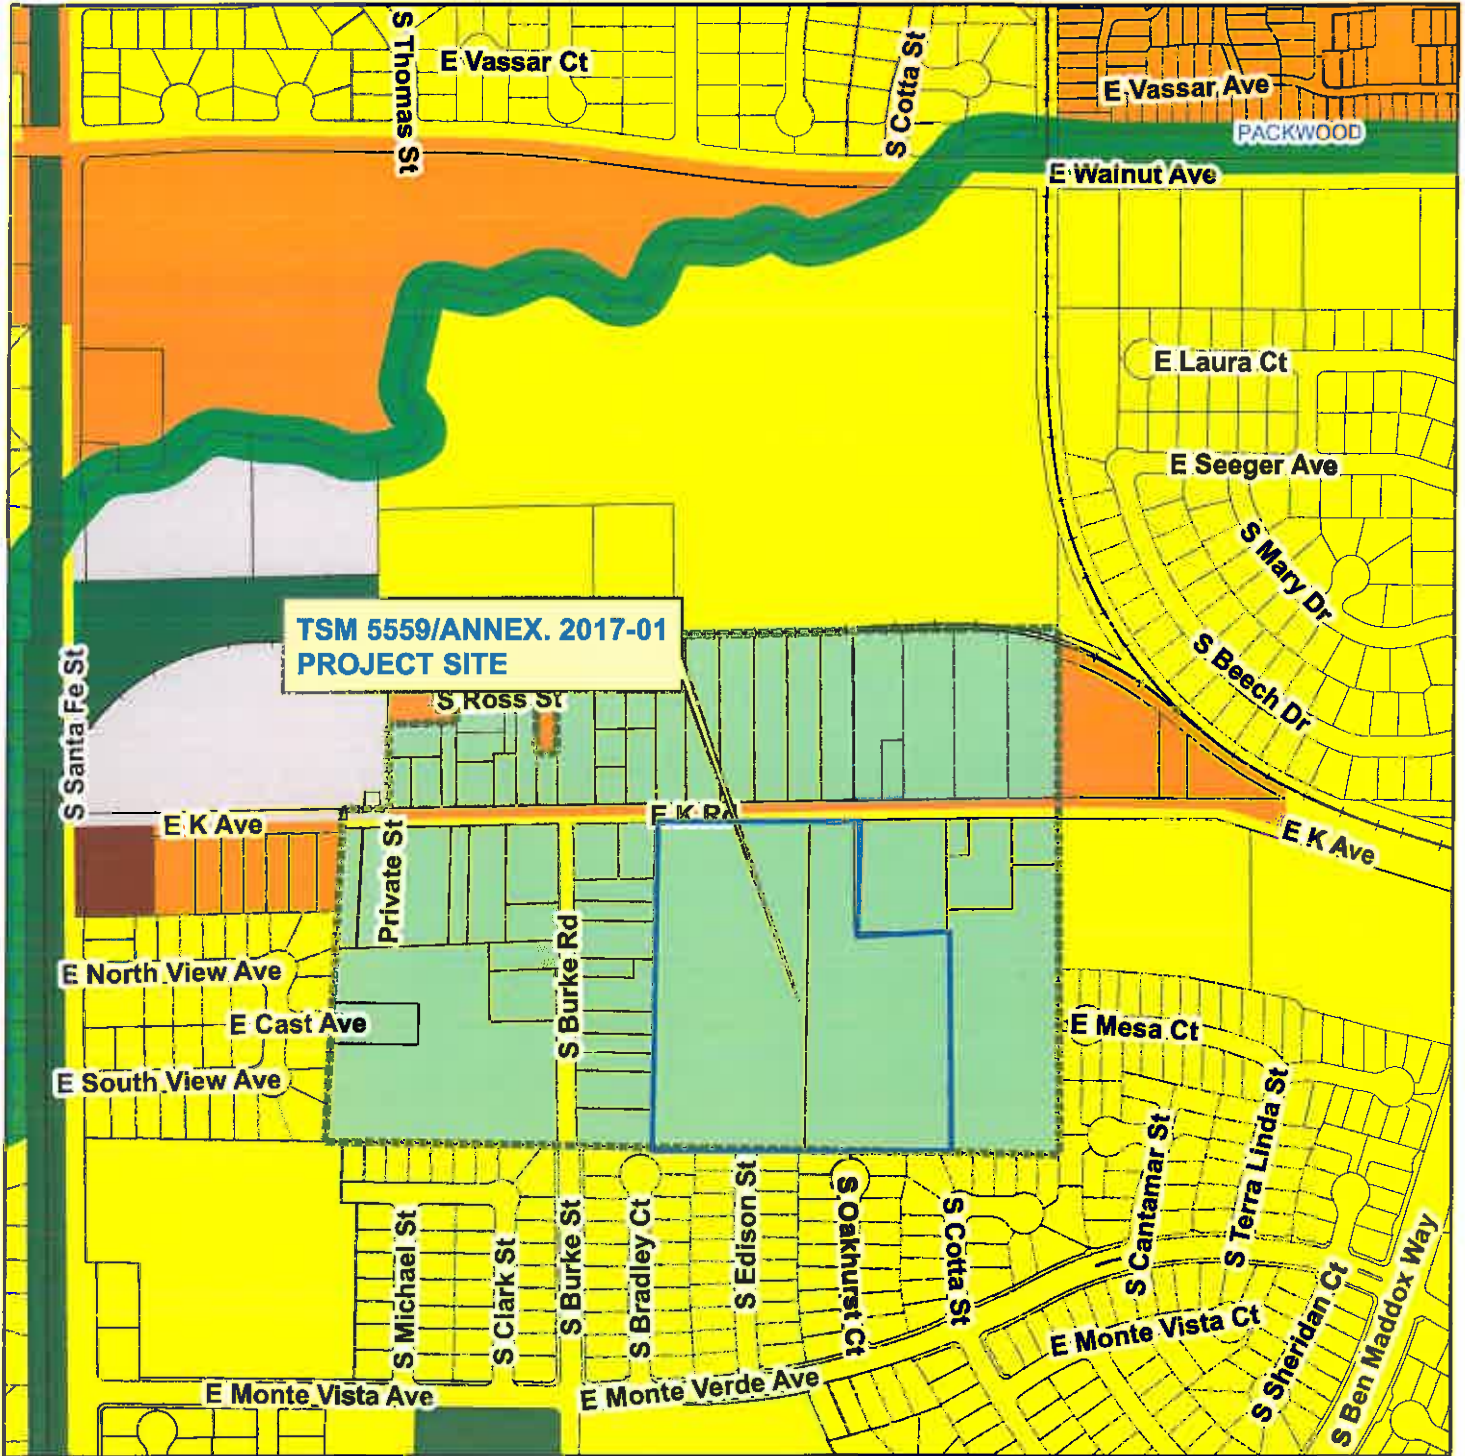 S Thomas St
E Vassar Ct
S Cotta St
E Vassar Ave
PACKWOOD
E Walnut Ave
E Laura Ct
E Seeger Ave
S Mary Dr
S Beech Dr
TSM 5559/ANNEX. 2017-01
PROJECT SITE
S Ross St
S Santa Fe St
E K Ave
E K Rd
E K Ave
Private St
S Burke Rd
E North View Ave
E Cast Ave
E South View Ave
E Mesa Ct
S Cantamar St
S Terra Linda St
S Michael St
S Clark St
S Burke St
S Bradley Ct
S Edison St
S Oakhurst Ct
S Cotta St
E Monte Vista Ct
S Sheridan Ct
S Ben Maddox Way
E Monte Vista Ave
E Monte Verde Ave